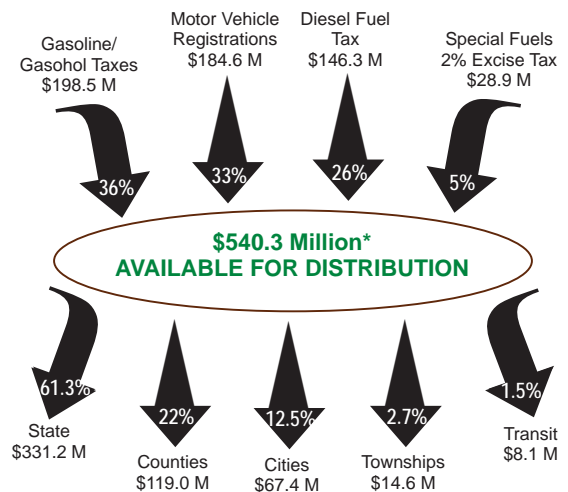 Gasoline/
Gasohol Taxes
$198.5 M
Motor Vehicle
Registrations
$184.6 M
Diesel Fuel
Tax
$146.3 M
Special Fuels
2% Excise Tax
$28.9 M
36%
33%
26%
5%
$540.3 Million*
AVAILABLE FOR DISTRIBUTION
61.3%
22%
12.5%
2.7%
1.5%
State
$331.2 M
Counties
$119.0 M
Cities
$67.4 M
Townships
$14.6 M
Transit
$8.1 M